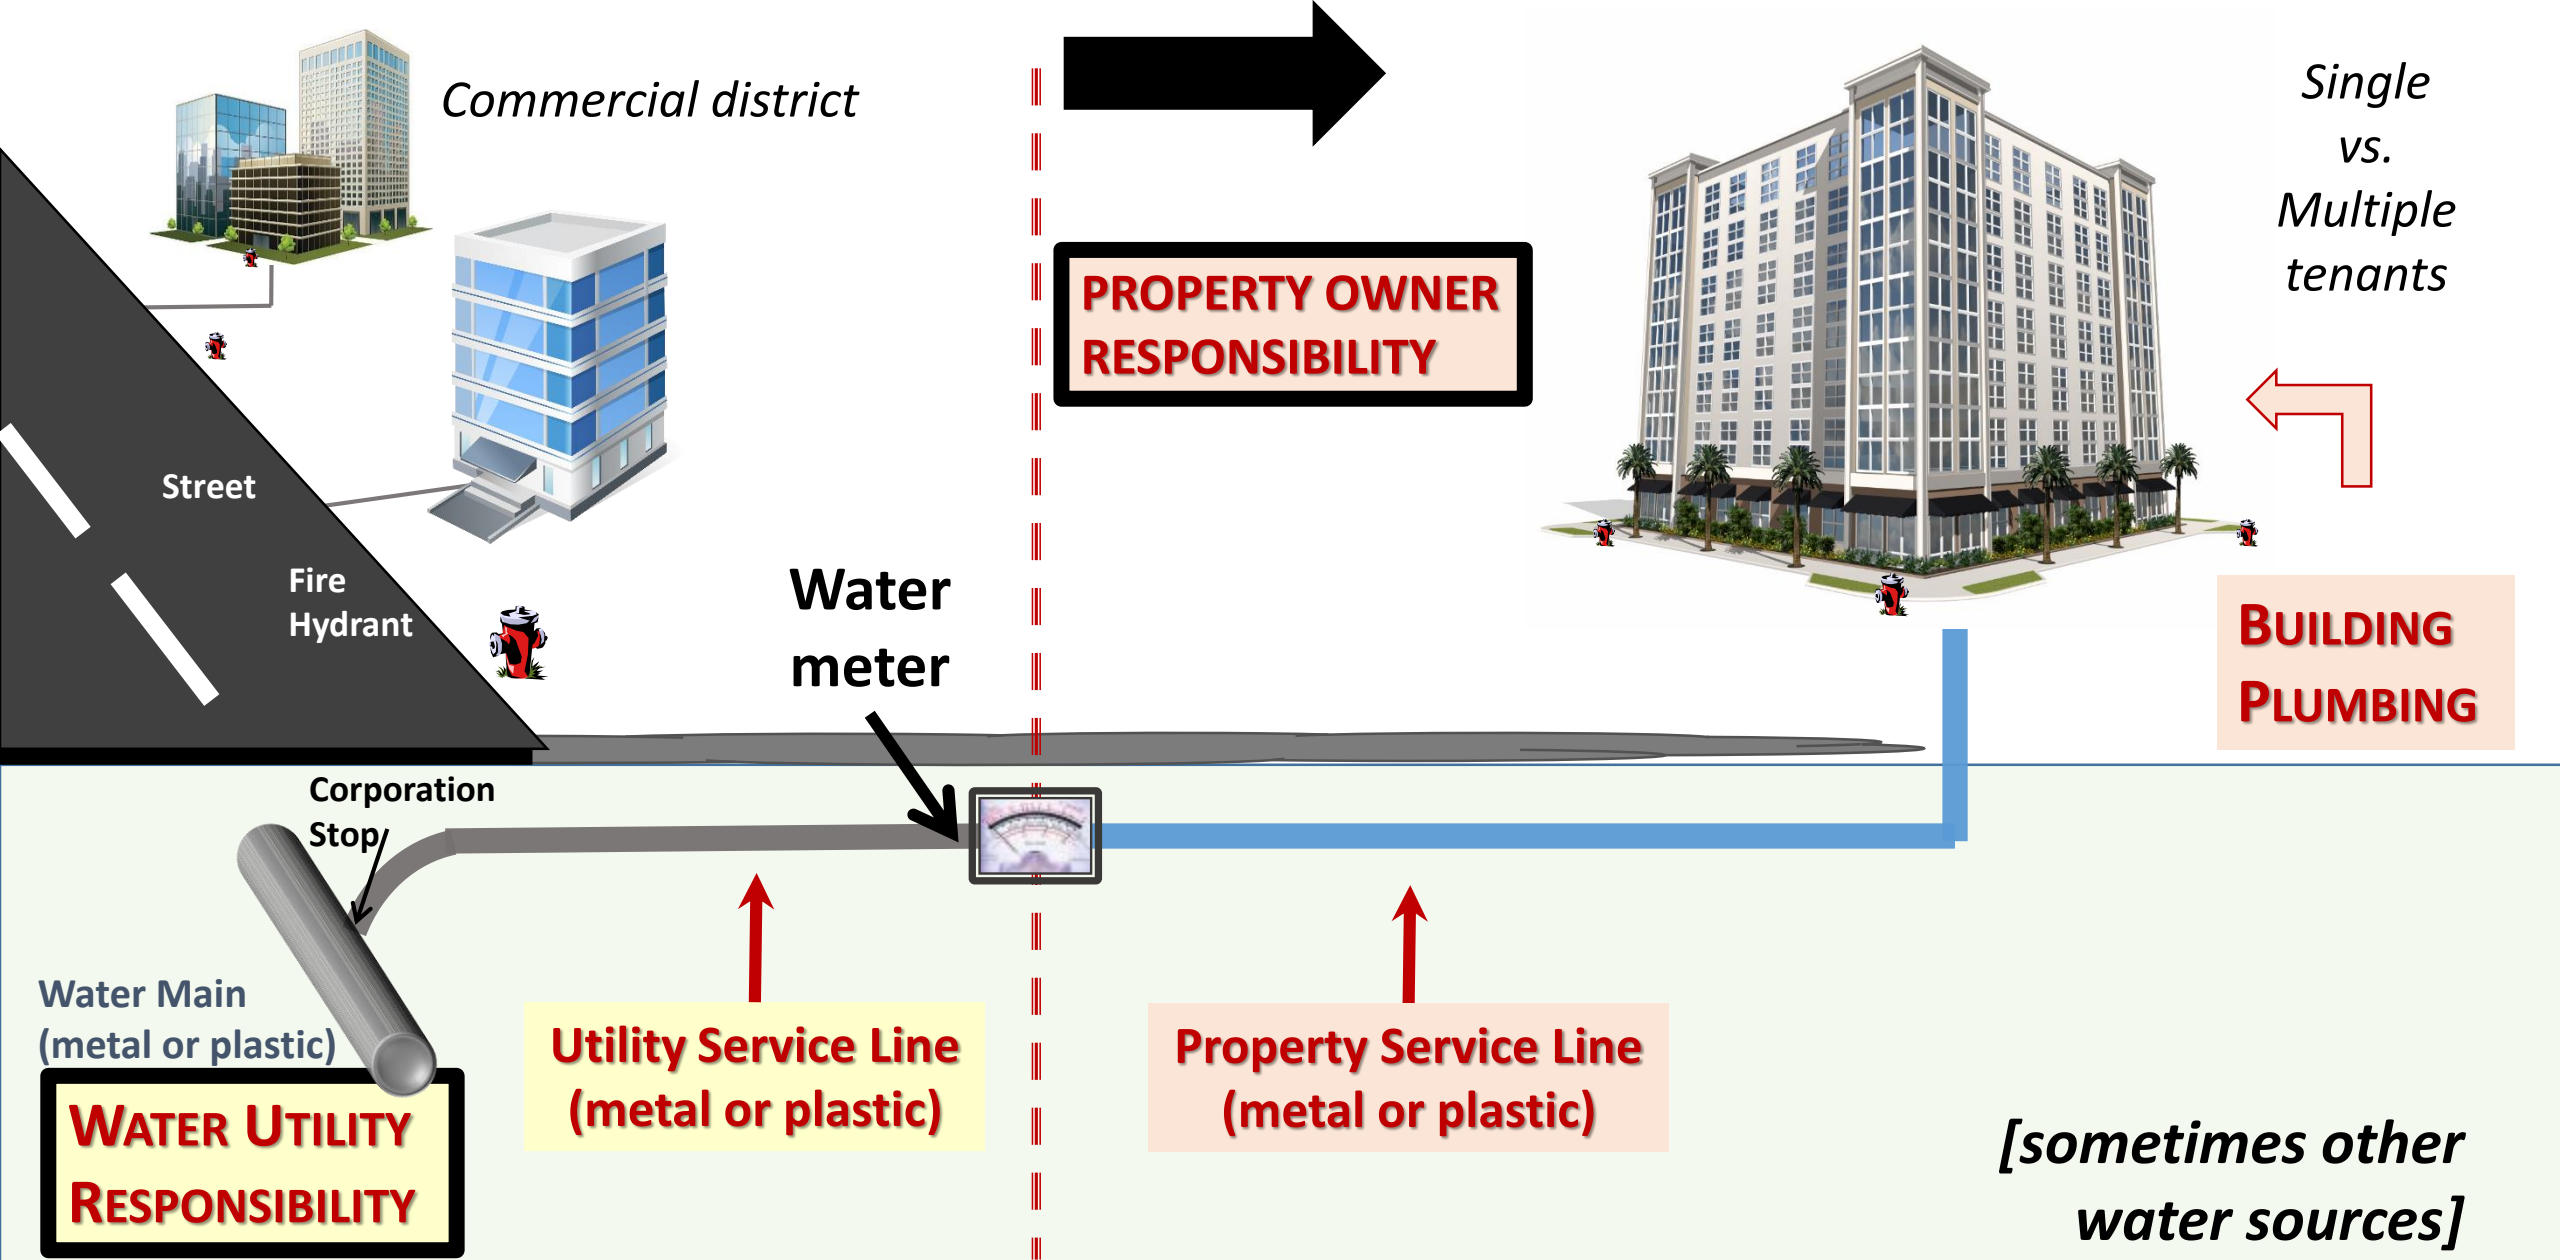 Commercial district
Single
vs.
Multiple
tenants
PROPERTY OWNER
RESPONSIBILITY
Street
Fire
Hydrant
Water
meter
BUILDING
PLUMBING
Corporation
Stop
Water Main
(metal or plastic)
Utility Service Line
(metal or plastic)
Property Service Line
(metal or plastic)
WATER UTILITY
RESPONSIBILITY
[sometimes other
water sources]